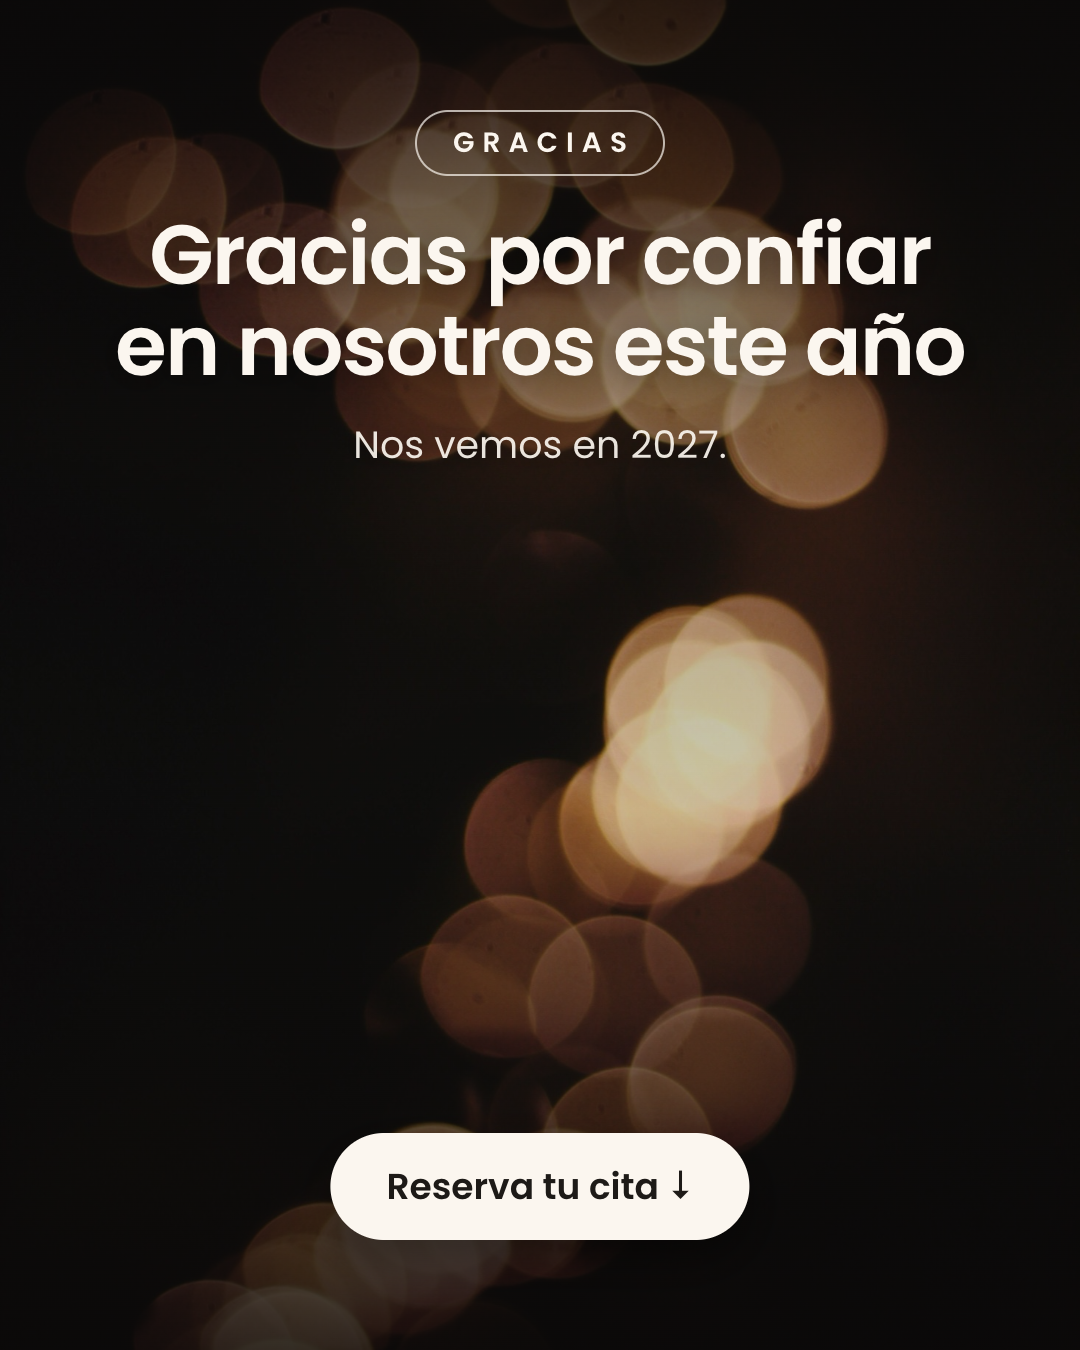 GRACIAS
Gracias por confiar
en nosotros este año
Nos vemos en 2027.
Reserva tu cita ↓